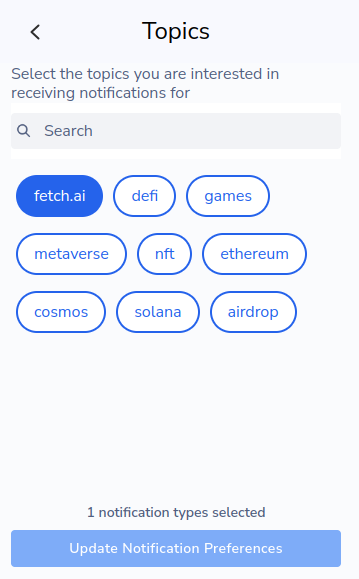 Topics
Select the topics you are interested in
receiving notifications for
Search
fetch.ai defi games
metaverse nft ethereum
cosmos solana airdrop
1 notification types selected
Update Notification Preferences